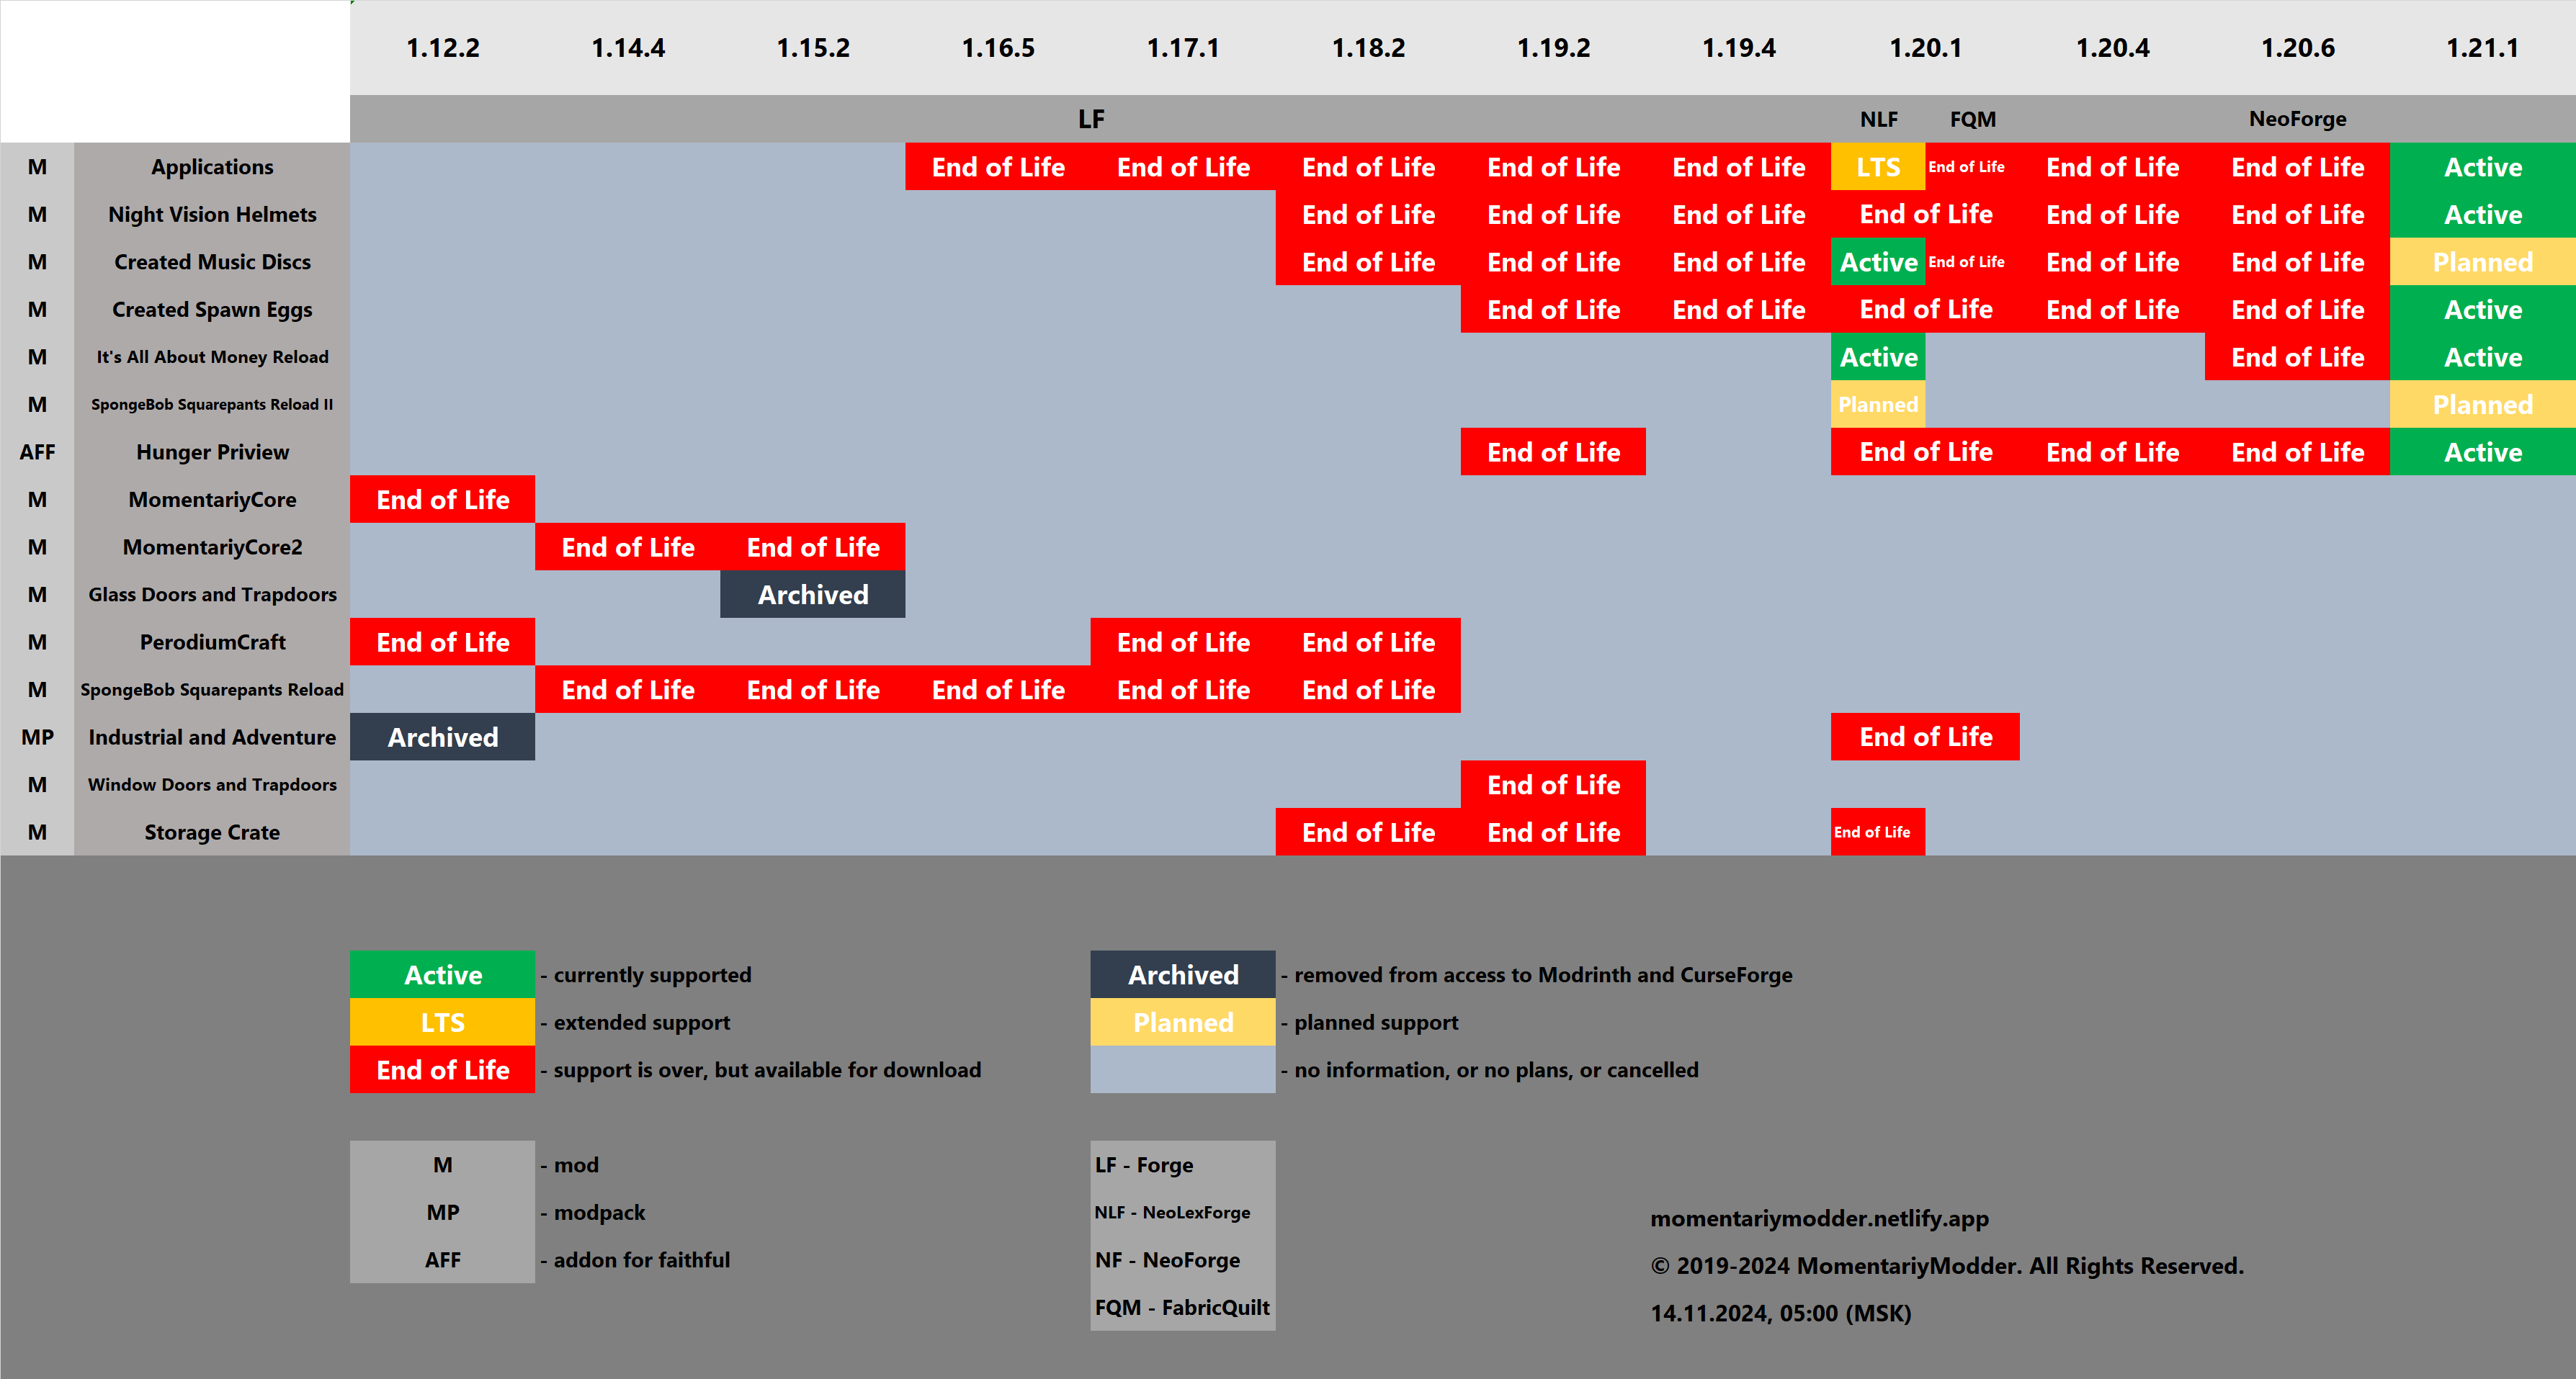 1.12.2 1.14.4 1.15.2 1.16.5 1.17.1 1.18.2 1.19.2 1.19.4 1.20.1 1.20.4 1.20.6 1.21.1
LF NLF FQM NeoForge
M Applications End of Life End of Life End of Life End of Life End of Life LTS End of Life End of Life End of Life Active
M Night Vision Helmets End of Life End of Life End of Life End of Life End of Life End of Life Active
M Created Music Discs End of Life End of Life End of Life Active End of Life End of Life End of Life Planned
M Created Spawn Eggs End of Life End of Life End of Life End of Life End of Life Active
M It's All About Money Reload Active End of Life Active
M SpongeBob Squarepants Reload II Planned Planned
AFF Hunger Priview End of Life End of Life End of Life End of Life Active
M MomentariyCore End of Life
M MomentariyCore2 End of Life End of Life
M Glass Doors and Trapdoors Archived
M PerodiumCraft End of Life End of Life End of Life
M SpongeBob Squarepants Reload End of Life End of Life End of Life End of Life End of Life
MP Industrial and Adventure Archived End of Life
M Window Doors and Trapdoors End of Life
M Storage Crate End of Life End of Life End of Life
Active - currently supported
LTS - extended support
End of Life - support is over, but available for download
Archived - removed from access to Modrinth and CurseForge
Planned - planned support
- no information, or no plans, or cancelled
M - mod
MP - modpack
AFF - addon for faithful
LF - Forge
NLF - NeoLexForge
NF - NeoForge
FQM - FabricQuilt
momentariymodder.netlify.app
© 2019-2024 MomentariyModder. All Rights Reserved.
14.11.2024, 05:00 (MSK)